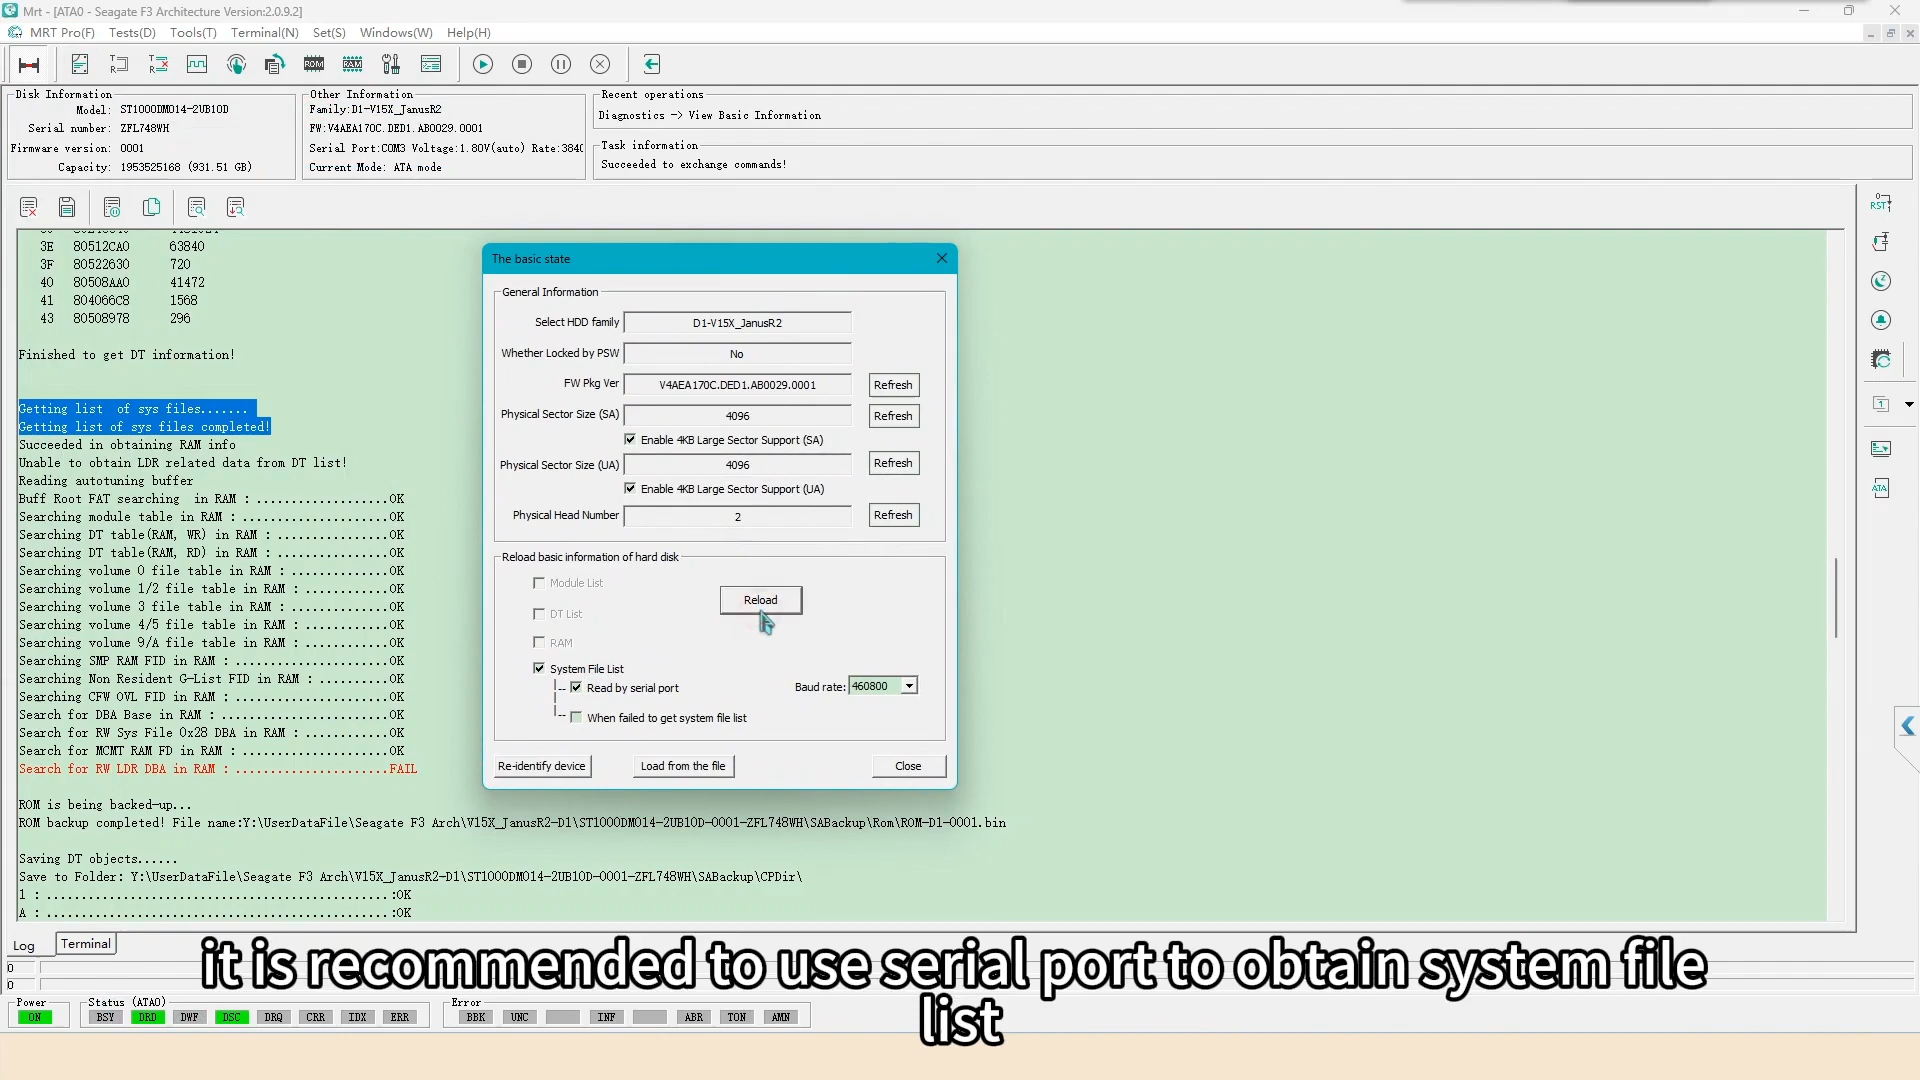 Mrt - [ATA0 - Seagate F3 Architecture Version:2.0.9.2]
MRT Pro(F) Tests(D) Tools(T) Terminal(N) Set(S) Windows(W) Help(H)
Disk Information
Model: ST1000DM014-2UB10D
Serial number: ZFL748WH
Firmware version: 0001
Capacity: 1953525168 (931.51 GB)
Other Information
Family:D1-V15X_JanusR2
FW:V4AEA170C.DED1.AB0029.0001
Serial Port:COM3 Voltage:1.80V(auto) Rate:3840
Current Mode: ATA mode
Recent operations
Diagnostics -> View Basic Information
Task information
Succeeded to exchange commands!
3E 80512CA0 63840
3F 80522630 720
40 80508AA0 41472
41 804066C8 1568
43 80508978 296
Finished to get DT information!
Getting list of sys files.......
Getting list of sys files completed!
Succeeded in obtaining RAM info
Unable to obtain LDR related data from DT list!
Reading autotuning buffer
Buff Root FAT searching in RAM : ....................OK
Searching module table in RAM : ......................OK
Searching DT table(RAM, WR) in RAM : .................OK
Searching DT table(RAM, RD) in RAM : .................OK
Searching volume 0 file table in RAM : ...............OK
Searching volume 1/2 file table in RAM : .............OK
Searching volume 3 file table in RAM : ...............OK
Searching volume 4/5 file table in RAM : .............OK
Searching volume 9/A file table in RAM : .............OK
Searching SMP RAM FID in RAM : .......................OK
Searching Non Resident G-List FID in RAM : ...........OK
Searching CFW OVL FID in RAM : .......................OK
Search for DBA Base in RAM : .........................OK
Search for RW Sys File 0x28 DBA in RAM : .............OK
Search for MCMT RAM FD in RAM : ......................OK
Search for RW LDR DBA in RAM : .......................FAIL
ROM is being backed-up...
ROM backup completed! File name:Y:\UserDataFile\Seagate F3 Arch\V15X_JanusR2-D1\ST1000DM014-2UB10D-0001-ZFL748WH\SABackup\Rom\ROM-D1-0001.bin
Saving DT objects......
Save to Folder: Y:\UserDataFile\Seagate F3 Arch\V15X_JanusR2-D1\ST1000DM014-2UB10D-0001-ZFL748WH\SABackup\CPDir\
1 : ....................................................:OK
A : ....................................................:OK
The basic state
General Information
Select HDD family D1-V15X_JanusR2
Whether Locked by PSW No
FW Pkg Ver V4AEA170C.DED1.AB0029.0001 Refresh
Physical Sector Size (SA) 4096 Refresh
Enable 4KB Large Sector Support (SA)
Physical Sector Size (UA) 4096 Refresh
Enable 4KB Large Sector Support (UA)
Physical Head Number 2 Refresh
Reload basic information of hard disk
Module List
Reload
DT List
RAM
System File List
Read by serial port Baud rate: 460800
When failed to get system file list
Re-identify device Load from the file Close
ROM
RAM
RST
ATA
Log Terminal
0
0
it is recommended to use serial port to obtain system file
list
Power
ON
Status (ATA0)
BSY DRD DWF DSC DRQ CRR IDX ERR
Error
BBK UNC INF ABR TON AMN